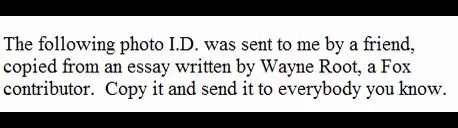 The following photo I.D. was sent to me by a friend,
copied from an essay written by Wayne Root, a Fox
contributor.  Copy it and send it to everybody you know.